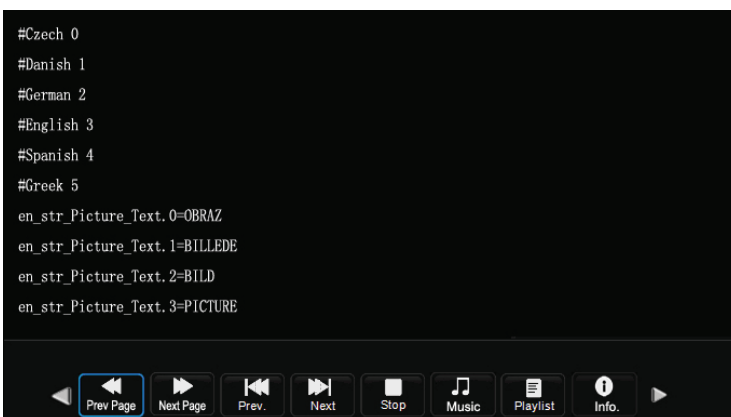 #Czech 0
#Danish 1
#German 2
#English 3
#Spanish 4
#Greek 5
en_str_Picture_Text.0=OBRAZ
en_str_Picture_Text.1=BILLEDE
en_str_Picture_Text.2=BILD
en_str_Picture_Text.3=PICTURE
Prev Page Next Page Prev. Next Stop Music Playlist Info.